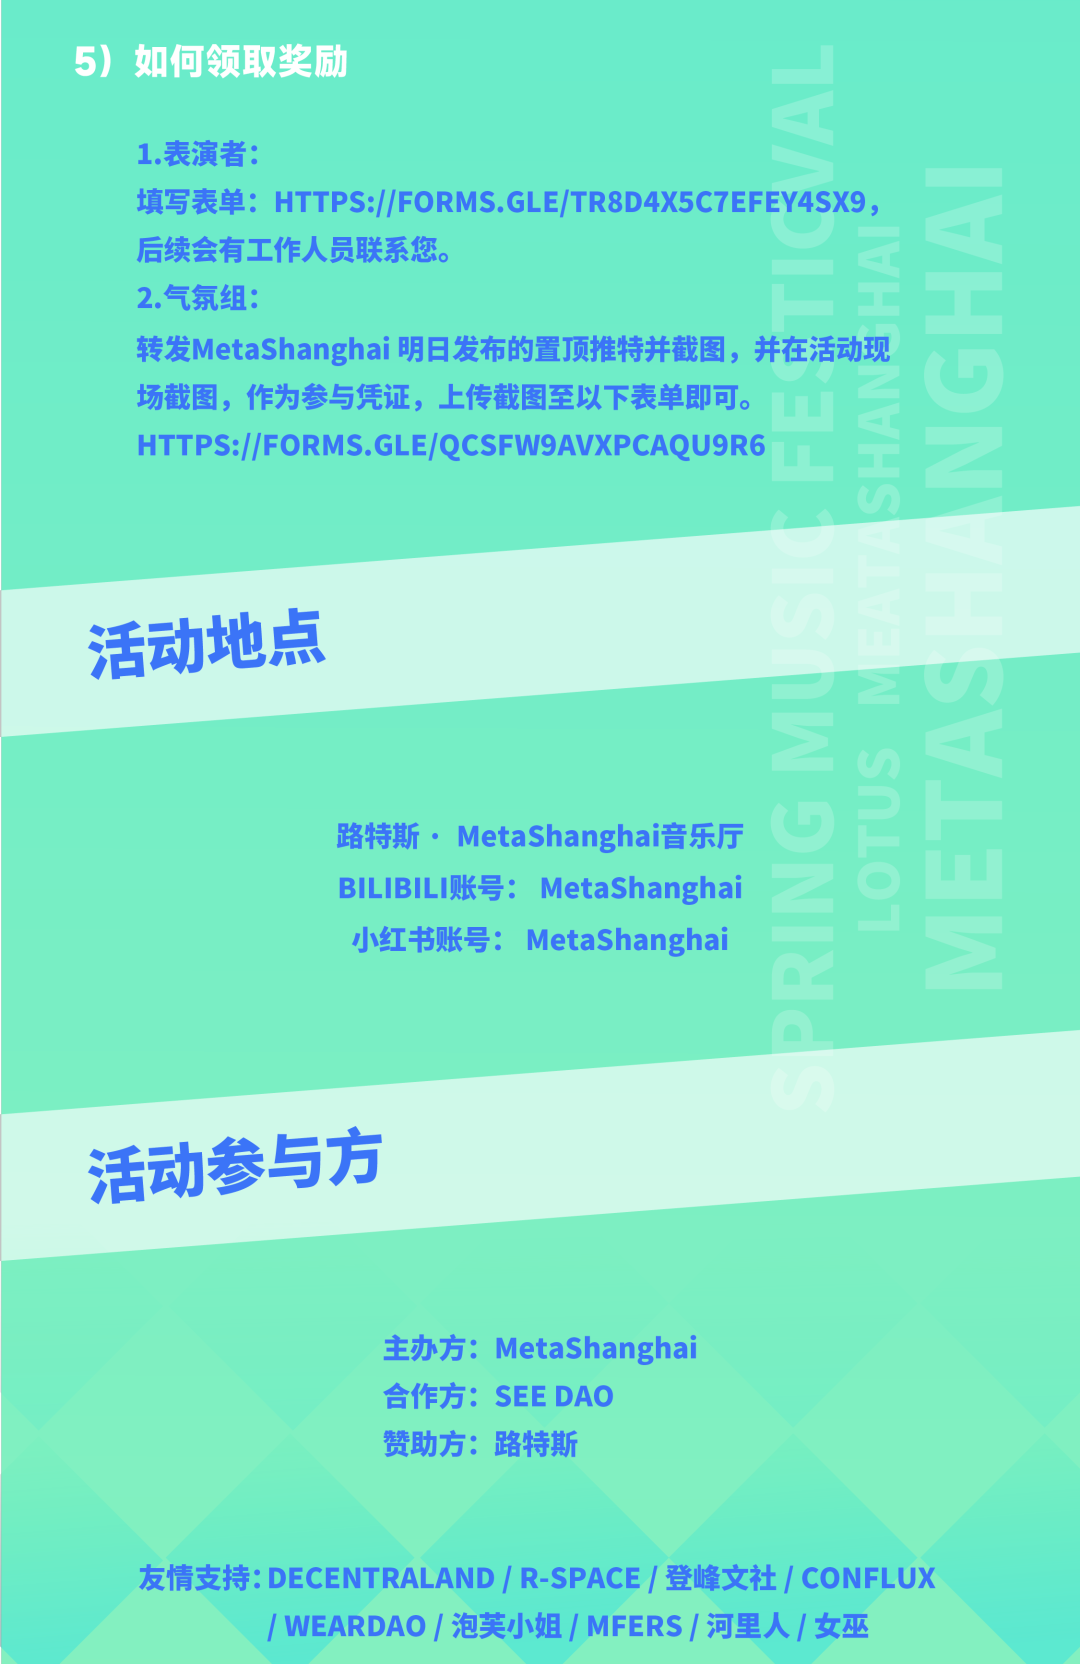 5）如何领取奖励
1.表演者：
填写表单：HTTPS://FORMS.GLE/TR8D4X5C7EFEY4SX9，
后续会有工作人员联系您。
2.气氛组：
转发MetaShanghai 明日发布的置顶推特并截图，并在活动现
场截图，作为参与凭证，上传截图至以下表单即可。
HTTPS://FORMS.GLE/QCSFW9AVXPCAQU9R6
活动地点
路特斯 · MetaShanghai音乐厅
BILIBILI账号： MetaShanghai
小红书账号： MetaShanghai
活动参与方
主办方：MetaShanghai
合作方：SEE DAO
赞助方：路特斯
友情支持：DECENTRALAND / R-SPACE / 登峰文社 / CONFLUX
/ WEARDAO / 泡芙小姐 / MFERS / 河里人 / 女巫
SPRING MUSIC FESTICVAL
LOTUS MEATASHANGHAI
METASHANGHAI